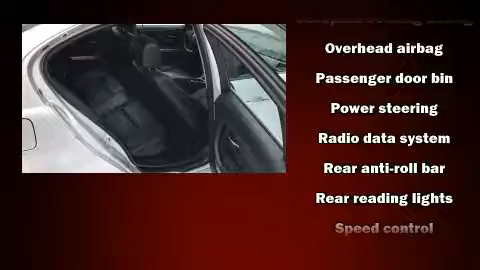 Overhead airbag
Passenger door bin
Power steering
Radio data system
Rear anti-roll bar
Rear reading lights
Speed control